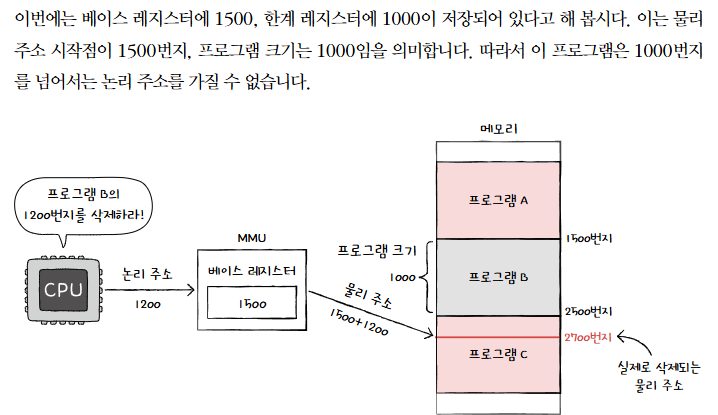 이번에는 베이스 레지스터에 1500, 한계 레지스터에 1000이 저장되어 있다고 해 봅시다. 이는 물리
주소 시작점이 1500번지, 프로그램 크기는 1000임을 의미합니다. 따라서 이 프로그램은 1000번지
를 넘어서는 논리 주소를 가질 수 없습니다.
메모리
프로그램 B의
1200번지를 삭제하라!
프로그램 A
MMU
1500번지
프로그램 크기
1000
베이스 레지스터
논리 주소
CPU
1200
1500
물리 주소
1500+1200
프로그램 B
2500번지
2700번지
프로그램 C
실제로 삭제되는
물리 주소